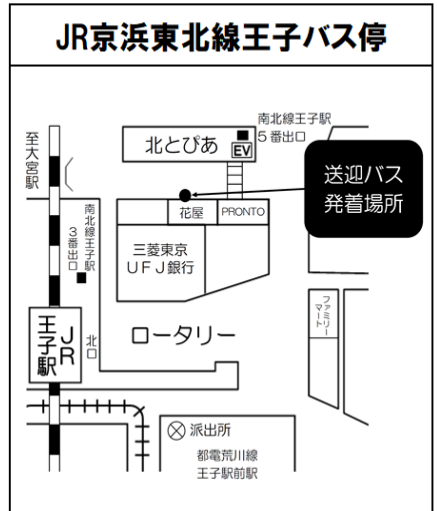 JR京浜東北線王子バス停
南北線王子駅
5番出口
北とぴあ
EV
至大宮駅
送迎バス
発着場所
花屋
PRONTO
南北線王子駅
3番出口
三菱東京
UFJ銀行
ファミリー
マート
ロータリー
JR
王子駅
北口
派出所
都電荒川線
王子駅前駅